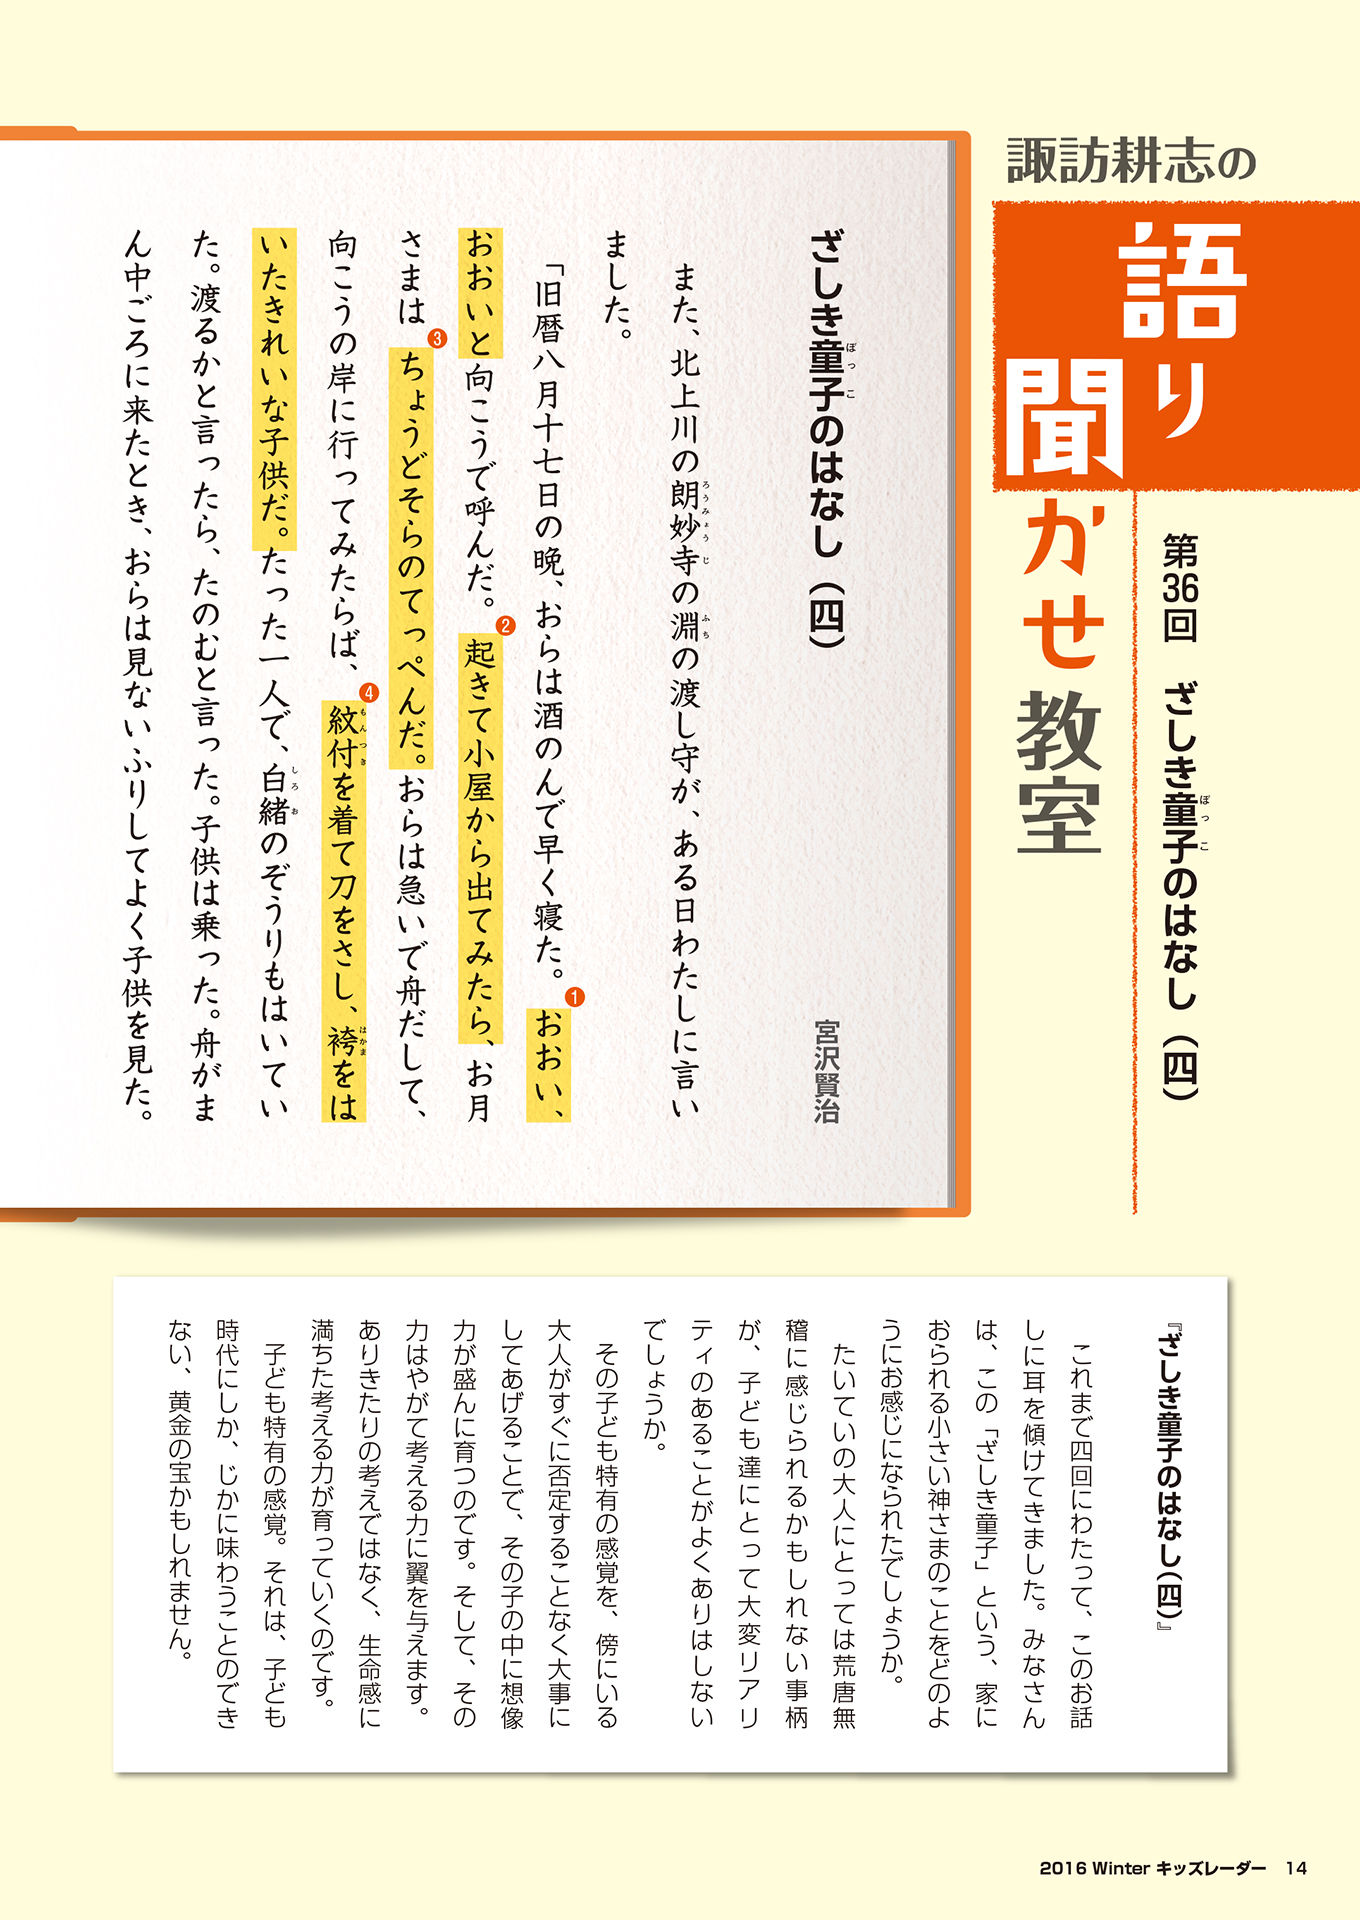 諏訪耕志の
語り
聞かせ
教室
第36回　ざしき童子のはなし（四）
ぼっこ
ざしき童子のはなし（四）
ぼっこ
宮沢賢治
また、北上川の朗妙寺の淵の渡し守が、ある日わたしに言い
ろうみょうじ
ふち
ました。
「旧暦八月十七日の晩、おらは酒のんで早く寝た。おおい、
❶
おおいと向こうで呼んだ。起きて小屋から出てみたら、お月
❷
さまはちょうどそらのてっぺんだ。おらは急いで舟だして、
❸
向こうの岸に行ってみたらば、紋付を着て刀をさし、袴をは
❹
もんつき
はかま
いたきれいな子供だ。たった一人で、白緒のぞうりもはいてい
しろお
た。渡るかと言ったら、たのむと言った。子供は乗った。舟がま
ん中ごろに来たとき、おらは見ないふりしてよく子供を見た。
『ざしき童子のはなし（四）』
これまで四回にわたって、このお話
しに耳を傾けてきました。みなさん
は、この「ざしき童子」という、家に
おられる小さい神さまのことをどのよ
うにお感じになられたでしょうか。
たいていの大人にとっては荒唐無
稽に感じられるかもしれない事柄
が、子ども達にとって大変リアリ
ティのあることがよくありはしない
でしょうか。
その子ども特有の感覚を、傍にいる
大人がすぐに否定することなく大事に
してあげることで、その子の中に想像
力が盛んに育つのです。そして、その
力はやがて考える力に翼を与えます。
ありきたりの考えではなく、生命感に
満ちた考える力が育っていくのです。
子ども特有の感覚。それは、子ども
時代にしか、じかに味わうことのでき
ない、黄金の宝かもしれません。
2016 Winter キッズレーダー　14